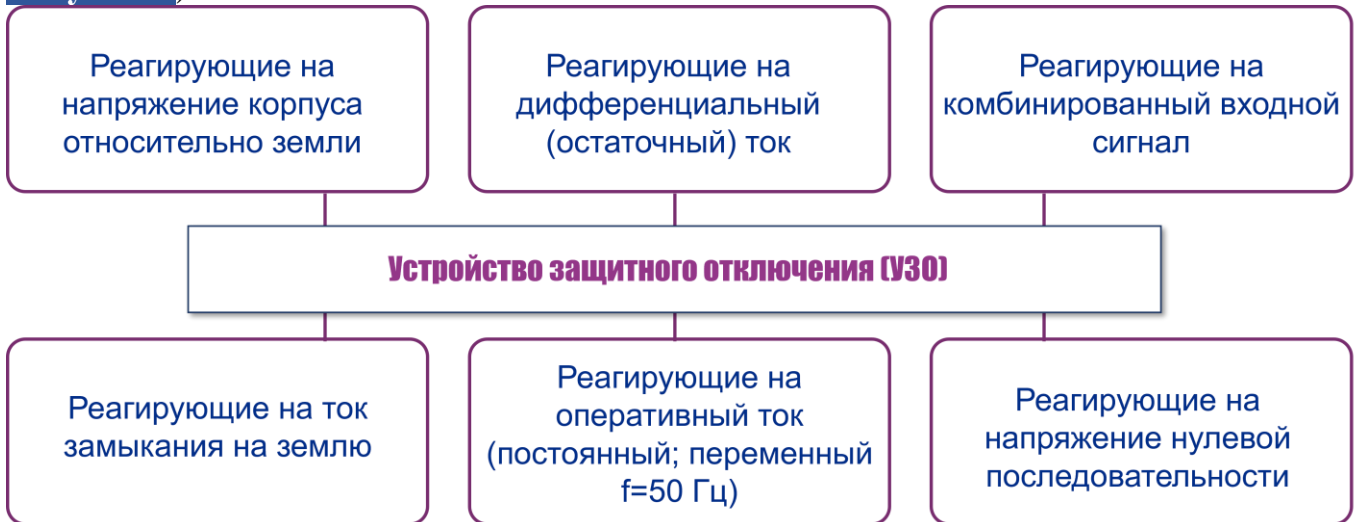 Реагирующие на
напряжение корпуса
относительно земли
Реагирующие на
дифференциальный
(остаточный) ток
Реагирующие на
комбинированный входной
сигнал
Устройство защитного отключения (УЗО)
Реагирующие на ток
замыкания на землю
Реагирующие на
оперативный ток
(постоянный; переменный
f=50 Гц)
Реагирующие на
напряжение нулевой
последовательности